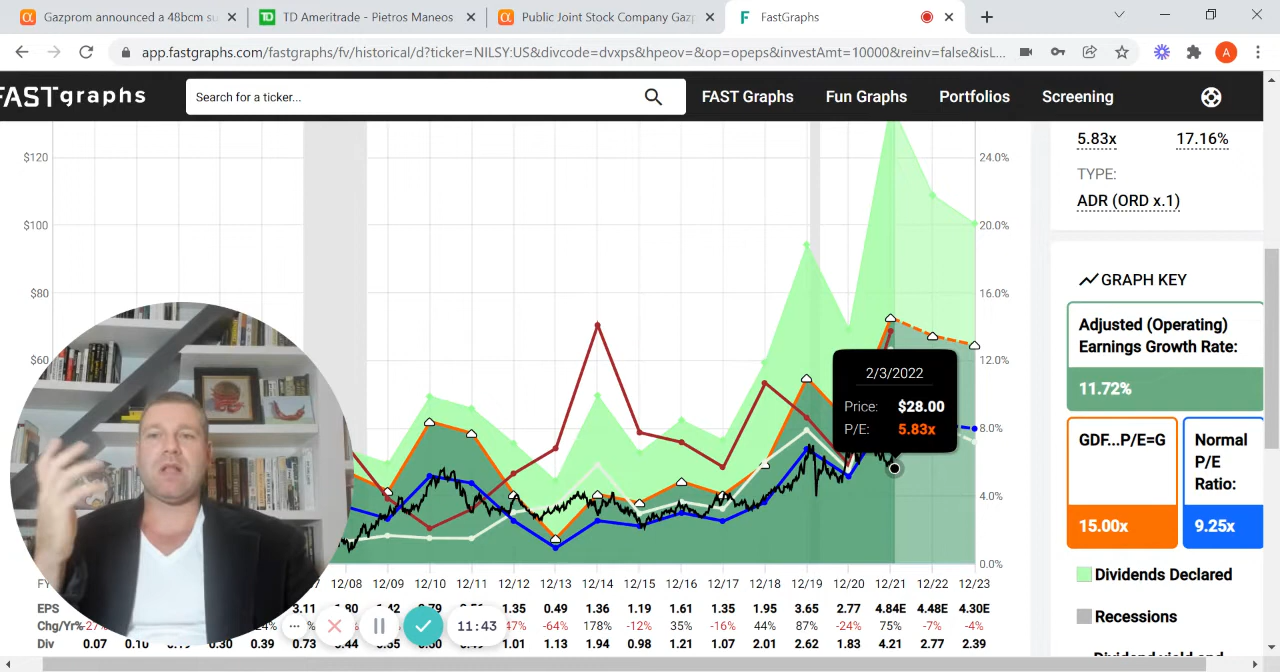 Gazprom announced a 48bcm su
TD Ameritrade - Pietros Maneos
Public Joint Stock Company Gazp
FastGraphs
app.fastgraphs.com/fastgraphs/fv/historical/d?ticker=NILSY:US&divcode=dvxps&hpeov=&op=opeps&investAmt=10000&reinv=false&isL...
A
FASTgraphs
Search for a ticker...
FAST Graphs
Fun Graphs
Portfolios
Screening
$120
$100
$80
$60
24.0%
20.0%
16.0%
12.0%
8.0%
4.0%
0.0%
2/3/2022
Price: $28.00
P/E: 5.83x
5.83x 17.16%
TYPE:
ADR (ORD x.1)
GRAPH KEY
Adjusted (Operating)
Earnings Growth Rate:
11.72%
GDF...P/E=G
15.00x
Normal
P/E
Ratio:
9.25x
Dividends Declared
Recessions
Dividend yield and
FY 12/08 12/09 12/10 12/11 12/12 12/13 12/14 12/15 12/16 12/17 12/18 12/19 12/20 12/21 12/22 12/23
EPS 3.11 1.35 0.49 1.36 1.19 1.61 1.35 1.95 3.65 2.77 4.84E 4.48E 4.30E
Chg/Yr% -64% 178% -12% 35% -16% 44% 87% -24% 75% -7% -4%
Div 0.07 0.10 0.30 0.39 0.73 0.44 0.55 1.01 1.13 1.94 0.98 1.21 1.07 2.01 2.62 1.83 4.21 2.77 2.39
11:43